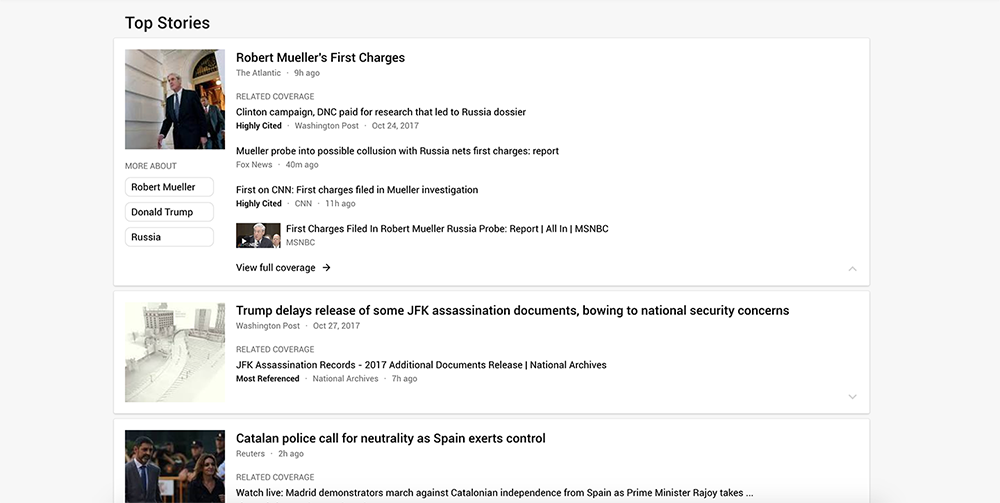 Top Stories
Robert Mueller's First Charges
The Atlantic · 9h ago
RELATED COVERAGE
Clinton campaign, DNC paid for research that led to Russia dossier
Highly Cited · Washington Post · Oct 24, 2017
Mueller probe into possible collusion with Russia nets first charges: report
Fox News · 40m ago
First on CNN: First charges filed in Mueller investigation
Highly Cited · CNN · 11h ago
First Charges Filed In Robert Mueller Russia Probe: Report | All In | MSNBC
MSNBC
View full coverage →
MORE ABOUT
Robert Mueller
Donald Trump
Russia
Trump delays release of some JFK assassination documents, bowing to national security concerns
Washington Post · Oct 27, 2017
RELATED COVERAGE
JFK Assassination Records - 2017 Additional Documents Release | National Archives
Most Referenced · National Archives · 7h ago
Catalan police call for neutrality as Spain exerts control
Reuters · 2h ago
RELATED COVERAGE
Watch live: Madrid demonstrators march against Catalonian independence from Spain as Prime Minister Rajoy takes ...